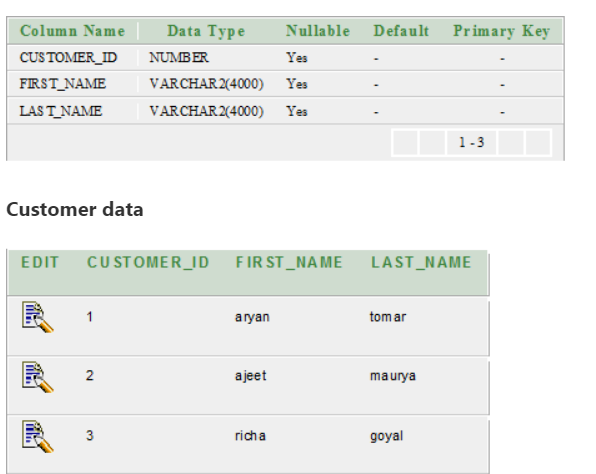 Column Name Data Type Nullable Default Primary Key
CUSTOMER_ID NUMBER Yes - -
FIRST_NAME VARCHAR2(4000) Yes - -
LAST_NAME VARCHAR2(4000) Yes - -
1 - 3
Customer data
EDIT CUSTOMER_ID FIRST_NAME LAST_NAME
1 aryan tomar
2 ajeet maurya
3 richa goyal